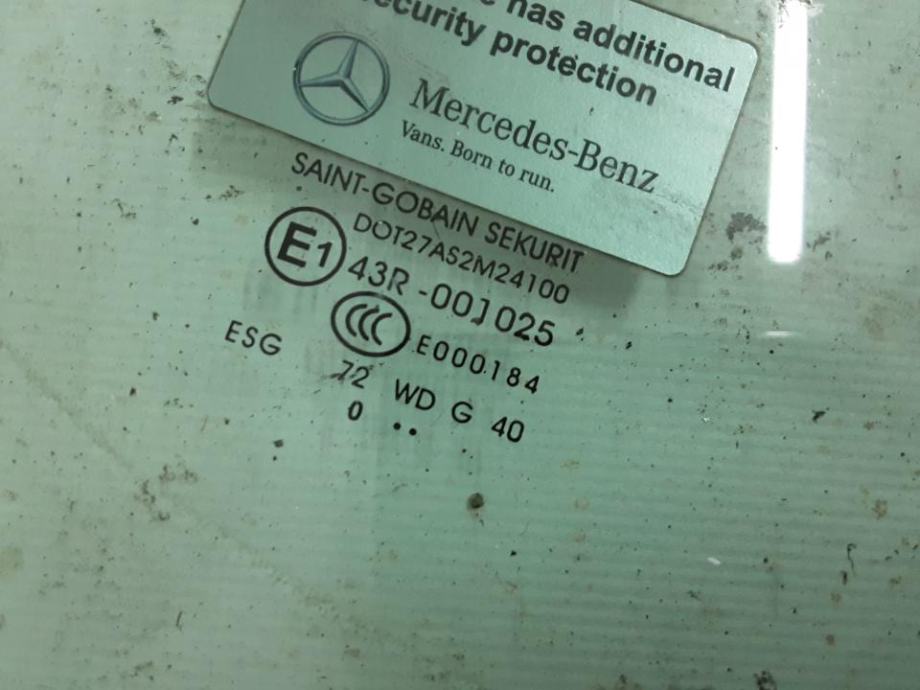 has additional
security protection
Mercedes-Benz
Vans. Born to run.
SAINT-GOBAIN SEKURIT
DOT27AS2M24100
E1 43R -001025
CCC E000184
ESG
72 WD G 40
0 ..